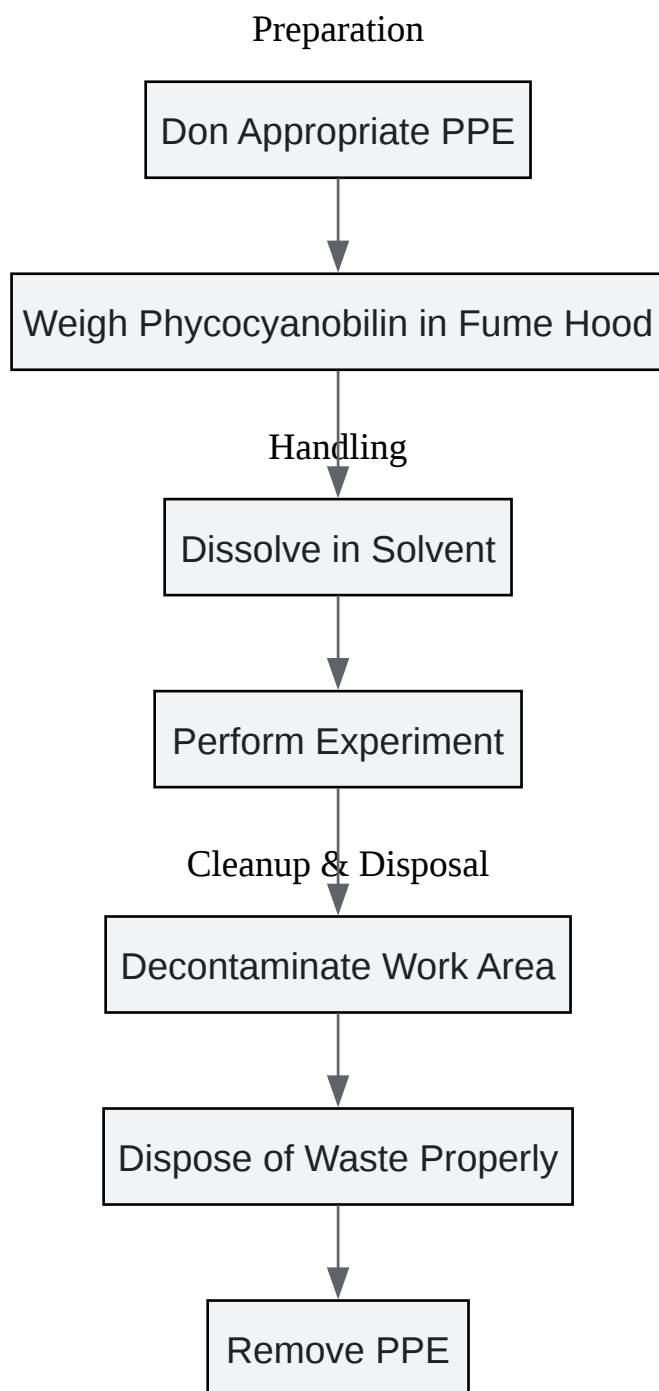 Preparation
Don Appropriate PPE
Weigh Phycocyanobilin in Fume Hood
Handling
Dissolve in Solvent
Perform Experiment
Cleanup & Disposal
Decontaminate Work Area
Dispose of Waste Properly
Remove PPE